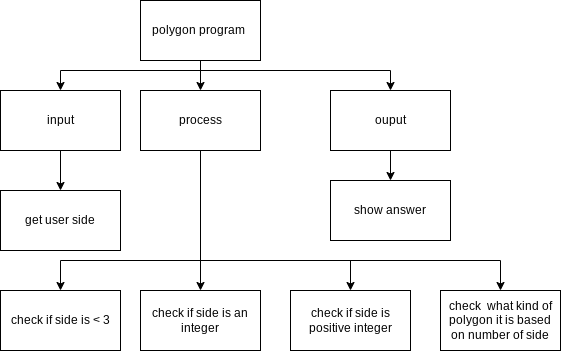 polygon program
input
process
ouput
get user side
show answer
check if side is < 3
check if side is an
integer
check if side is
positive integer
check  what kind of
polygon it is based
on number of side